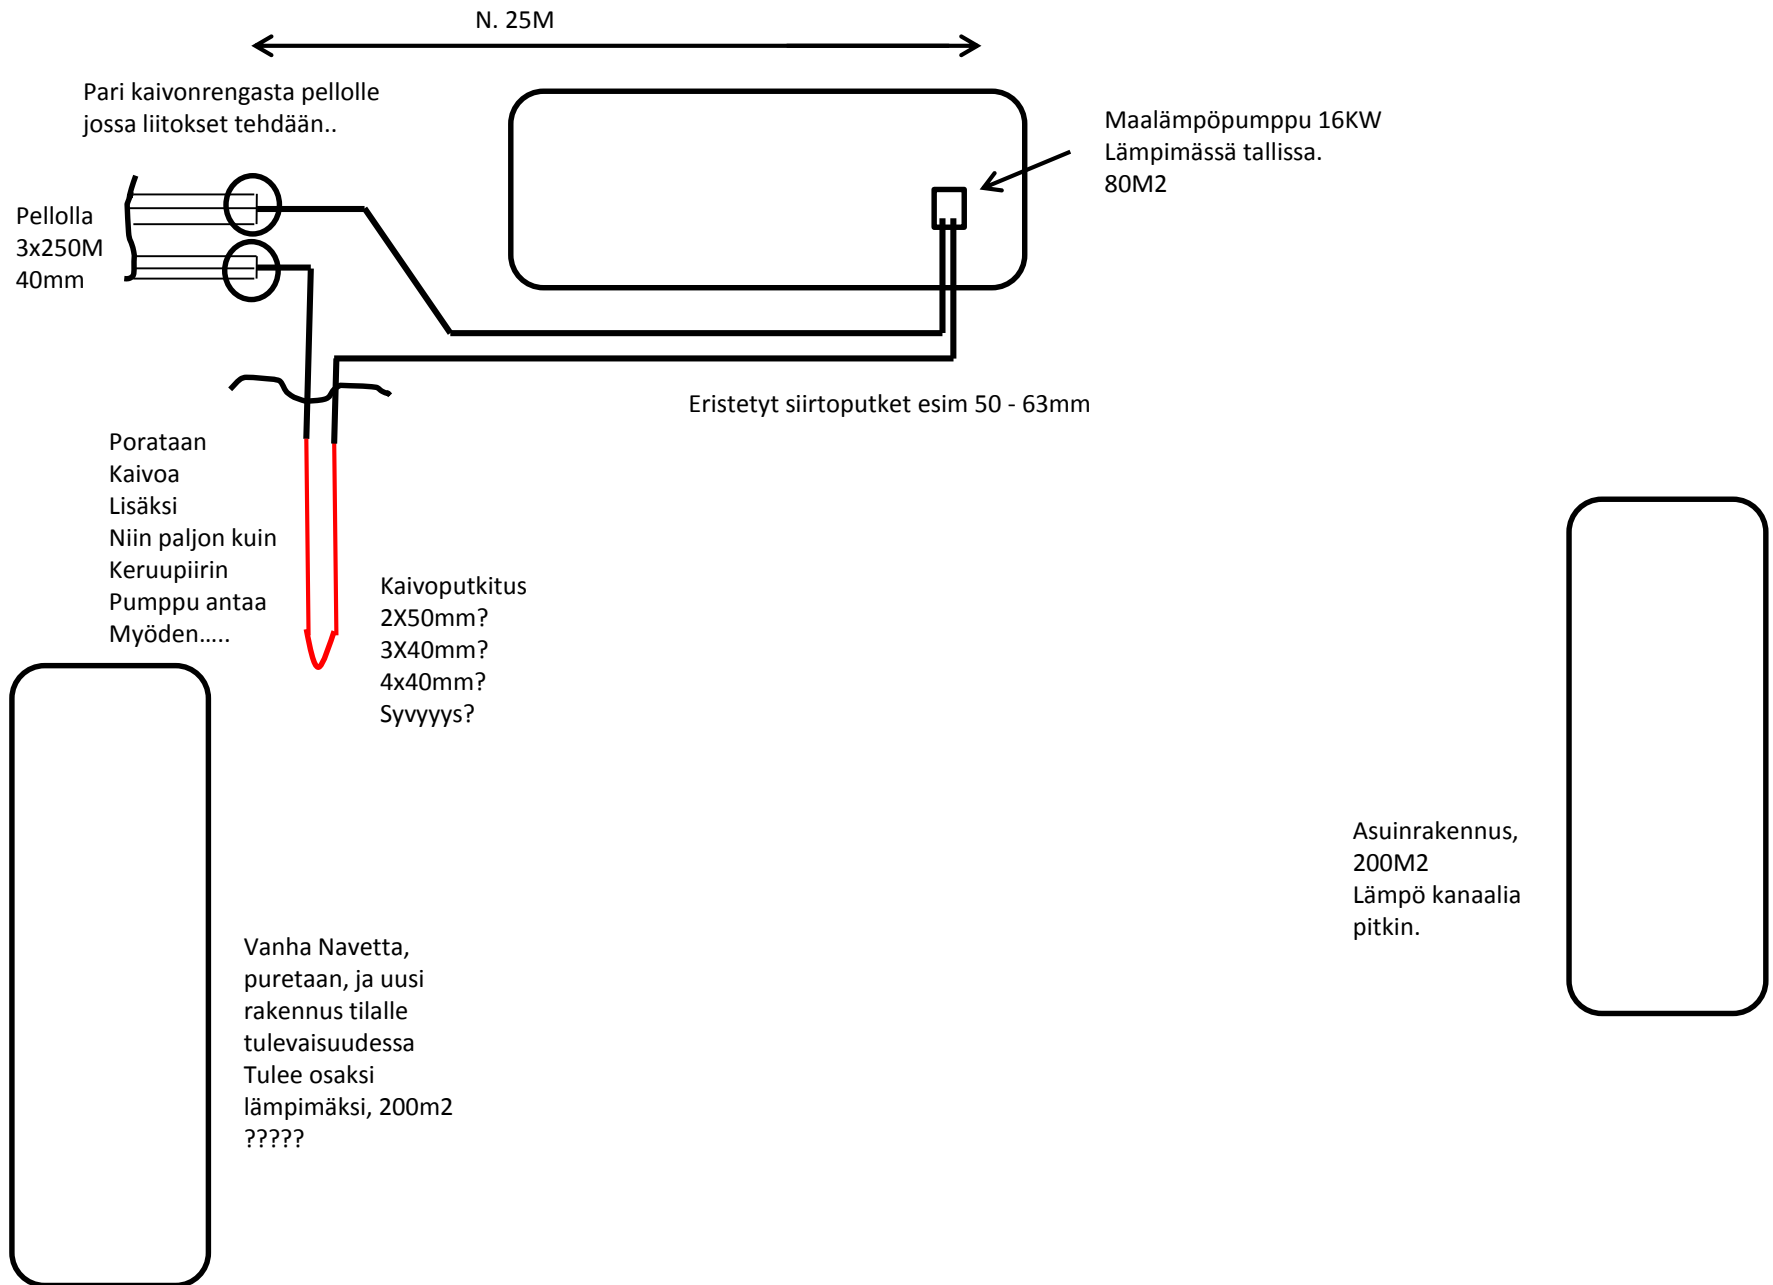 N. 25M
Pari kaivonrengasta pellolle
jossa liitokset tehdään..
Maalämpöpumppu 16KW
Lämpimässä tallissa.
80M2
Pellolla
3x250M
40mm
Eristetyt siirtoputket esim 50 - 63mm
Porataan
Kaivoa
Lisäksi
Niin paljon kuin
Keruupiirin
Pumppu antaa
Myöden.....
Kaivoputkitus
2X50mm?
3X40mm?
4x40mm?
Syvyyys?
Asuinrakennus,
200M2
Lämpö kanaalia
pitkin.
Vanha Navetta,
puretaan, ja uusi
rakennus tilalle
tulevaisuudessa
Tulee osaksi
lämpimäksi, 200m2
?????